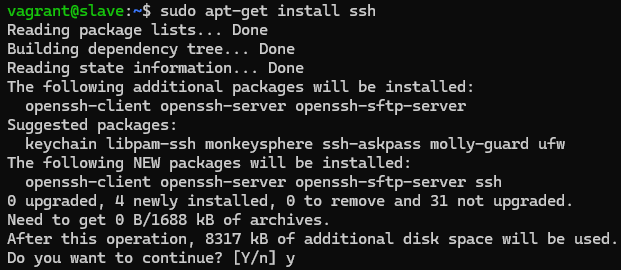 vagrant@slave:~$ sudo apt-get install ssh
Reading package lists... Done
Building dependency tree... Done
Reading state information... Done
The following additional packages will be installed:
  openssh-client openssh-server openssh-sftp-server
Suggested packages:
  keychain libpam-ssh monkeysphere ssh-askpass molly-guard ufw
The following NEW packages will be installed:
  openssh-client openssh-server openssh-sftp-server ssh
0 upgraded, 4 newly installed, 0 to remove and 31 not upgraded.
Need to get 0 B/1688 kB of archives.
After this operation, 8317 kB of additional disk space will be used.
Do you want to continue? [Y/n] y